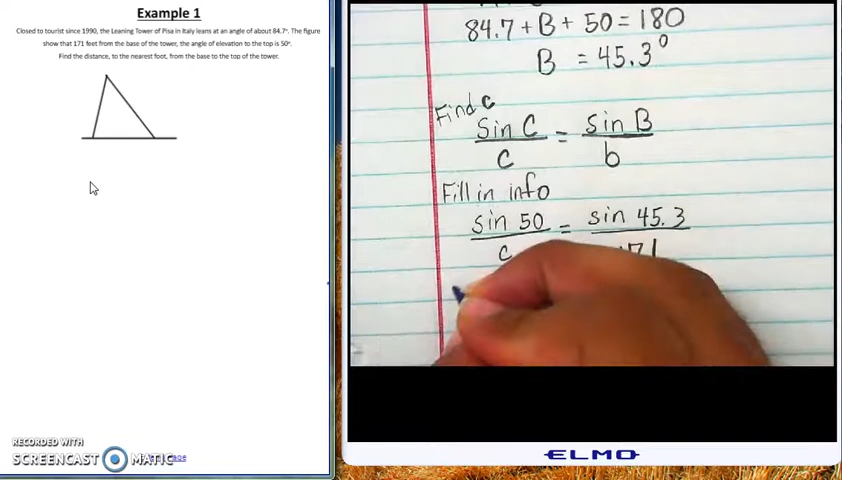 Example 1
Closed to tourist since 1990, the Leaning Tower of Pisa in Italy leans at an angle of about 84.7º. The figure
show that 171 feet from the base of the tower, the angle of elevation to the top is 50º.
Find the distance, to the nearest foot, from the base to the top of the tower.
84.7 + B + 50 = 180
B = 45.3º
Find c
Sin C = sin B
c b
Fill in info
sin 50 = sin 45.3
c 171
RECORDED WITH
SCREENCAST MATIC
ELMO